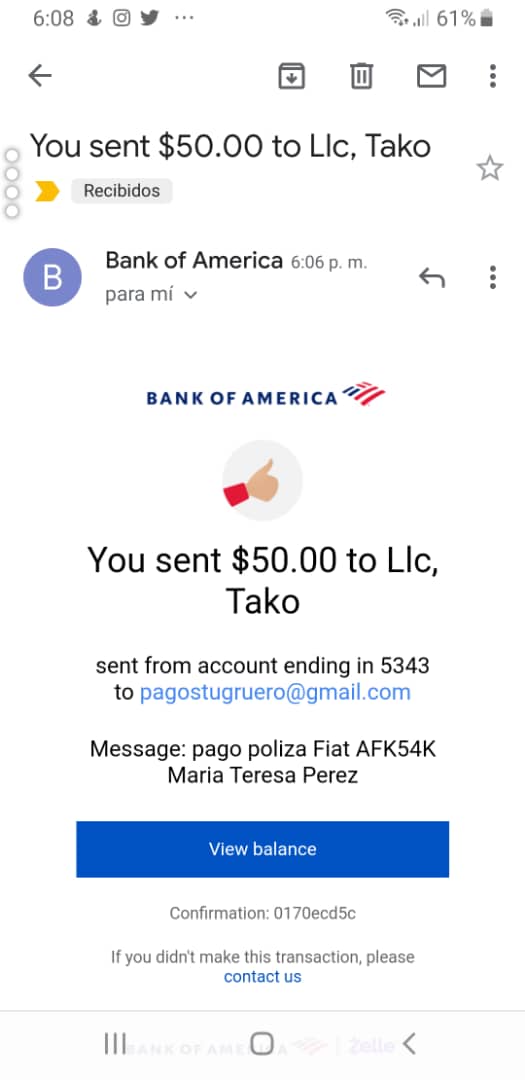 6:08
61%
You sent $50.00 to Llc, Tako
Recibidos
B
Bank of America 6:06 p. m.
para mí
BANK OF AMERICA
You sent $50.00 to Llc,
Tako
sent from account ending in 5343
to pagostugruero@gmail.com
Message: pago poliza Fiat AFK54K
Maria Teresa Perez
View balance
Confirmation: 0170ecd5c
If you didn't make this transaction, please
contact us
BANK OF AMERICA Zelle